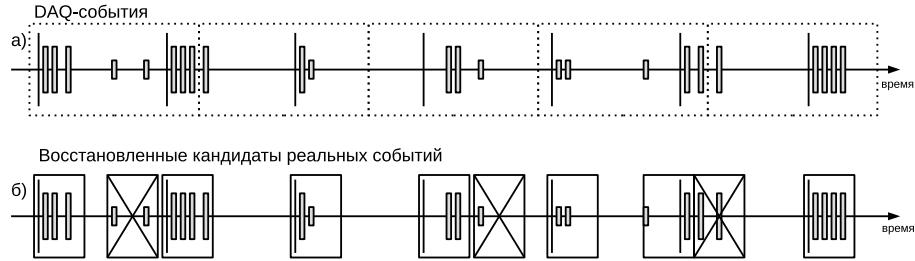 DAQ-события
а)
время
Восстановленные кандидаты реальных событий
б)
время